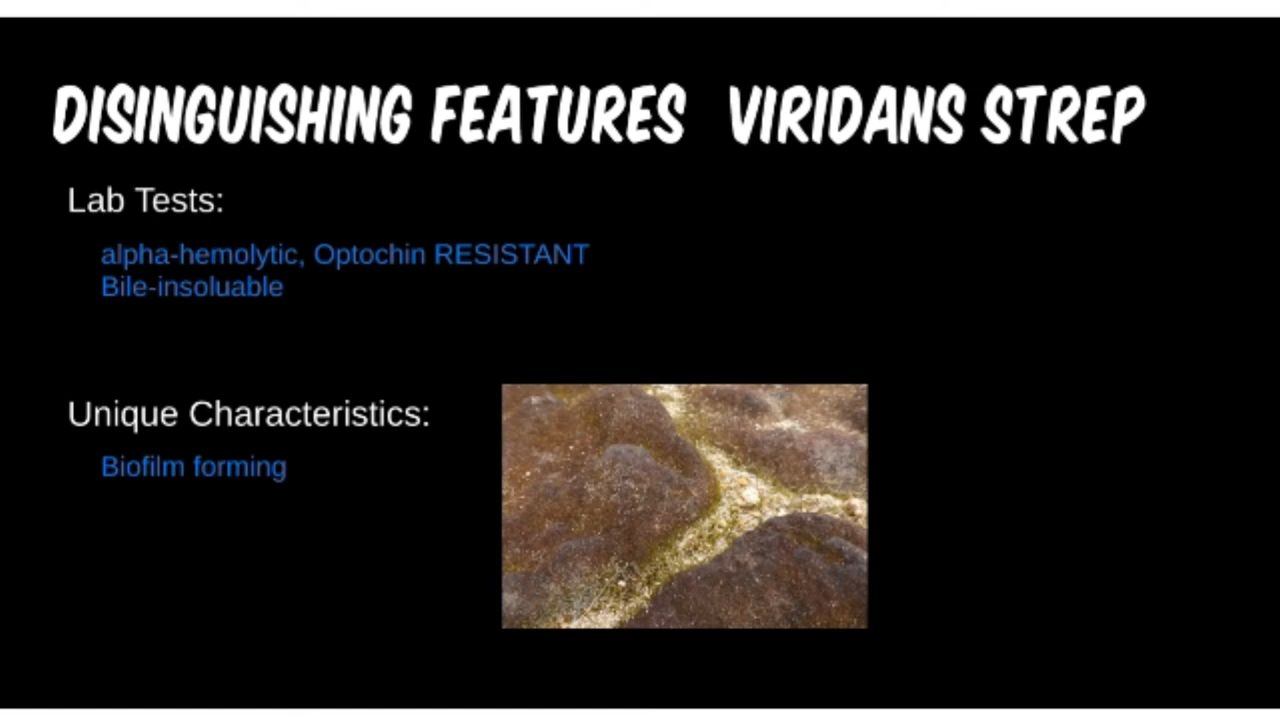 DISINGUISHING FEATURES VIRIDANS STREP
Lab Tests:
alpha-hemolytic, Optochin RESISTANT
Bile-insoluable
Unique Characteristics:
Biofilm forming